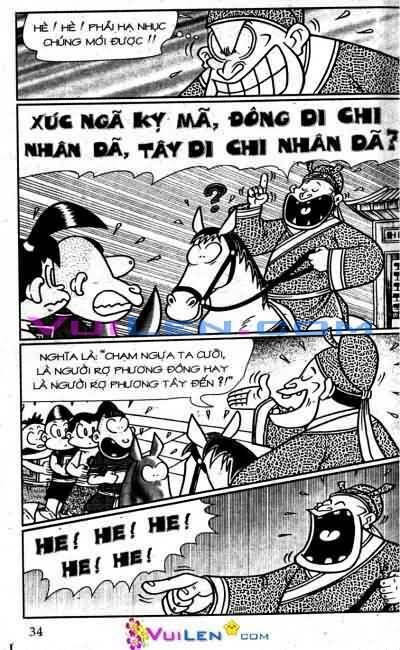 HÈ! HÈ! PHẢI HẠ NHỤC
CHÚNG MỚI ĐƯỢC!!
XÚC NGÃ KỴ MÃ, ĐÔNG DI CHI
NHÂN DÃ, TÂY DI CHI NHÂN DÃ?
?
VUILEN.COM
NGHĨA LÀ: "CHẠM NGỰA TA CƯỠI,
LÀ NGƯỜI RỢ PHƯƠNG ĐÔNG HAY
LÀ NGƯỜI RỢ PHƯƠNG TÂY ĐẾN?!"
HE! HE! HE!
HE! HE!
34
VUILEN.COM